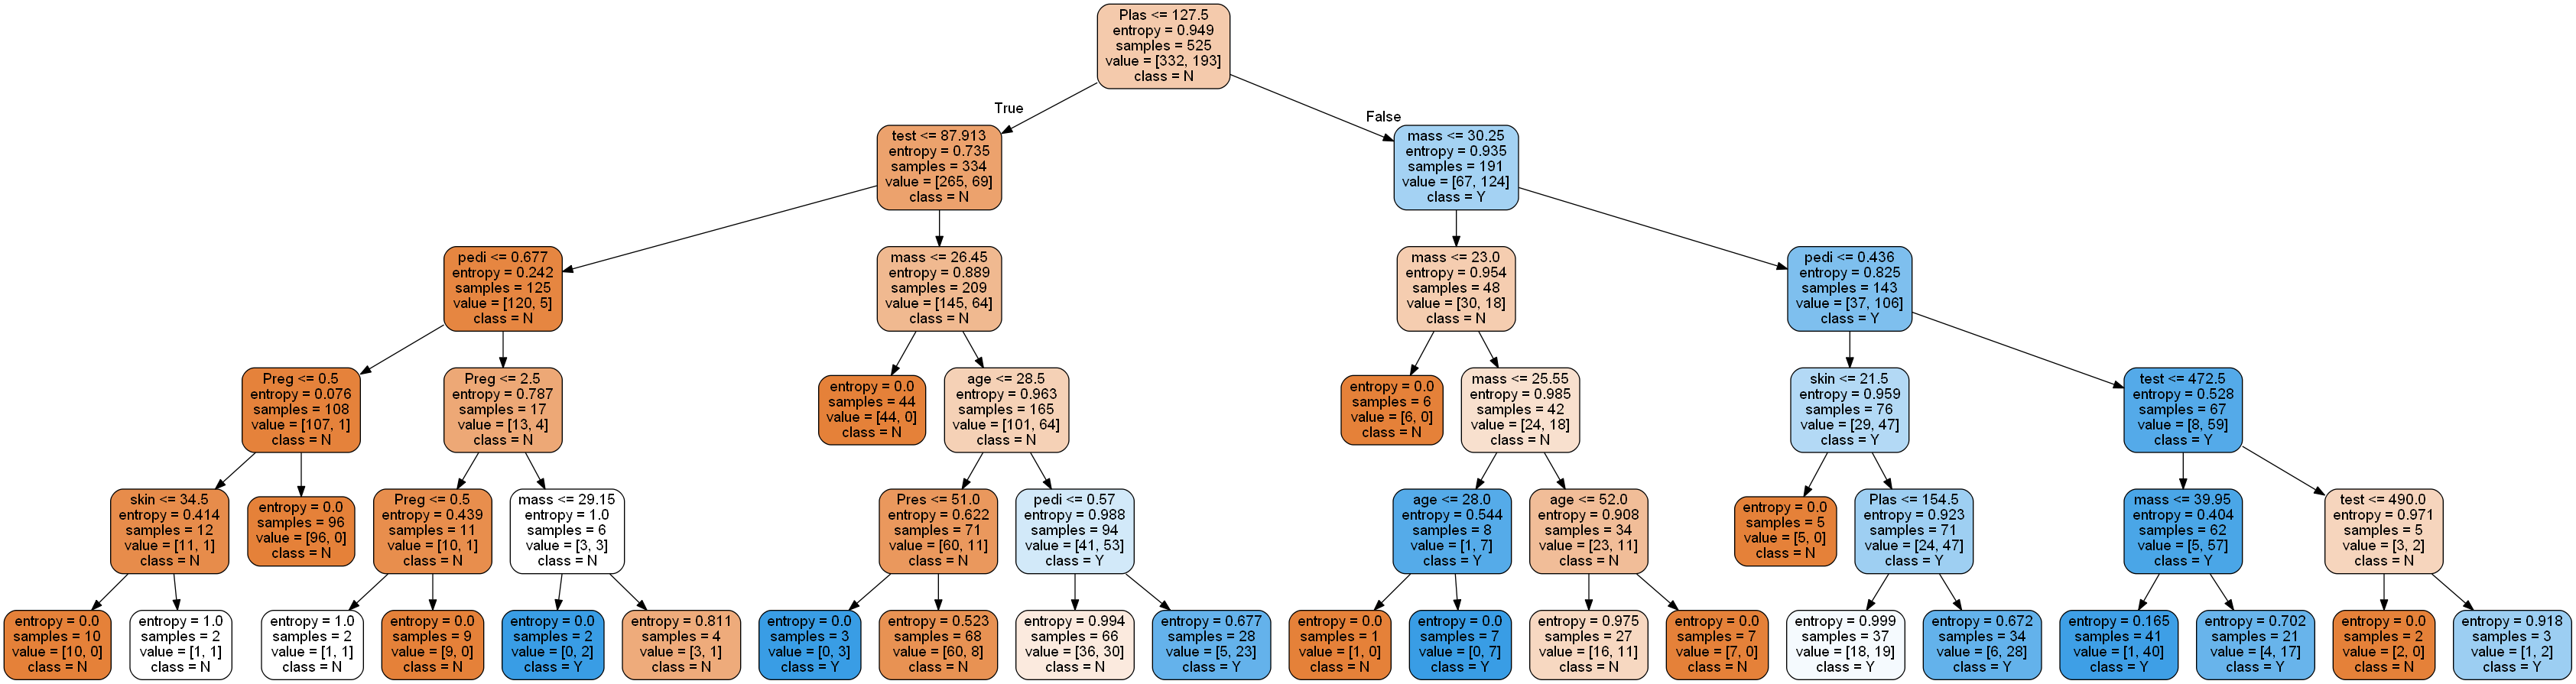 Plas <= 127.5
entropy = 0.949
samples = 525
value = [332, 193]
class = N
True
False
test <= 87.913
entropy = 0.735
samples = 334
value = [265, 69]
class = N
mass <= 30.25
entropy = 0.935
samples = 191
value = [67, 124]
class = Y
pedi <= 0.677
entropy = 0.242
samples = 125
value = [120, 5]
class = N
mass <= 26.45
entropy = 0.889
samples = 209
value = [145, 64]
class = N
mass <= 23.0
entropy = 0.954
samples = 48
value = [30, 18]
class = N
pedi <= 0.436
entropy = 0.825
samples = 143
value = [37, 106]
class = Y
Preg <= 0.5
entropy = 0.076
samples = 108
value = [107, 1]
class = N
Preg <= 2.5
entropy = 0.787
samples = 17
value = [13, 4]
class = N
entropy = 0.0
samples = 44
value = [44, 0]
class = N
age <= 28.5
entropy = 0.963
samples = 165
value = [101, 64]
class = N
entropy = 0.0
samples = 6
value = [6, 0]
class = N
mass <= 25.55
entropy = 0.985
samples = 42
value = [24, 18]
class = N
skin <= 21.5
entropy = 0.959
samples = 76
value = [29, 47]
class = Y
test <= 472.5
entropy = 0.528
samples = 67
value = [8, 59]
class = Y
skin <= 34.5
entropy = 0.414
samples = 12
value = [11, 1]
class = N
entropy = 0.0
samples = 96
value = [96, 0]
class = N
Preg <= 0.5
entropy = 0.439
samples = 11
value = [10, 1]
class = N
mass <= 29.15
entropy = 1.0
samples = 6
value = [3, 3]
class = N
Pres <= 51.0
entropy = 0.622
samples = 71
value = [60, 11]
class = N
pedi <= 0.57
entropy = 0.988
samples = 94
value = [41, 53]
class = Y
age <= 28.0
entropy = 0.544
samples = 8
value = [1, 7]
class = Y
age <= 52.0
entropy = 0.908
samples = 34
value = [23, 11]
class = N
entropy = 0.0
samples = 5
value = [5, 0]
class = N
Plas <= 154.5
entropy = 0.923
samples = 71
value = [24, 47]
class = Y
mass <= 39.95
entropy = 0.404
samples = 62
value = [5, 57]
class = Y
test <= 490.0
entropy = 0.971
samples = 5
value = [3, 2]
class = N
entropy = 0.0
samples = 10
value = [10, 0]
class = N
entropy = 1.0
samples = 2
value = [1, 1]
class = N
entropy = 1.0
samples = 2
value = [1, 1]
class = N
entropy = 0.0
samples = 9
value = [9, 0]
class = N
entropy = 0.0
samples = 2
value = [0, 2]
class = Y
entropy = 0.811
samples = 4
value = [3, 1]
class = N
entropy = 0.0
samples = 3
value = [0, 3]
class = Y
entropy = 0.523
samples = 68
value = [60, 8]
class = N
entropy = 0.994
samples = 66
value = [36, 30]
class = N
entropy = 0.677
samples = 28
value = [5, 23]
class = Y
entropy = 0.0
samples = 1
value = [1, 0]
class = N
entropy = 0.0
samples = 7
value = [0, 7]
class = Y
entropy = 0.975
samples = 27
value = [16, 11]
class = N
entropy = 0.0
samples = 7
value = [7, 0]
class = N
entropy = 0.999
samples = 37
value = [18, 19]
class = Y
entropy = 0.672
samples = 34
value = [6, 28]
class = Y
entropy = 0.165
samples = 41
value = [1, 40]
class = Y
entropy = 0.702
samples = 21
value = [4, 17]
class = Y
entropy = 0.0
samples = 2
value = [2, 0]
class = N
entropy = 0.918
samples = 3
value = [1, 2]
class = Y